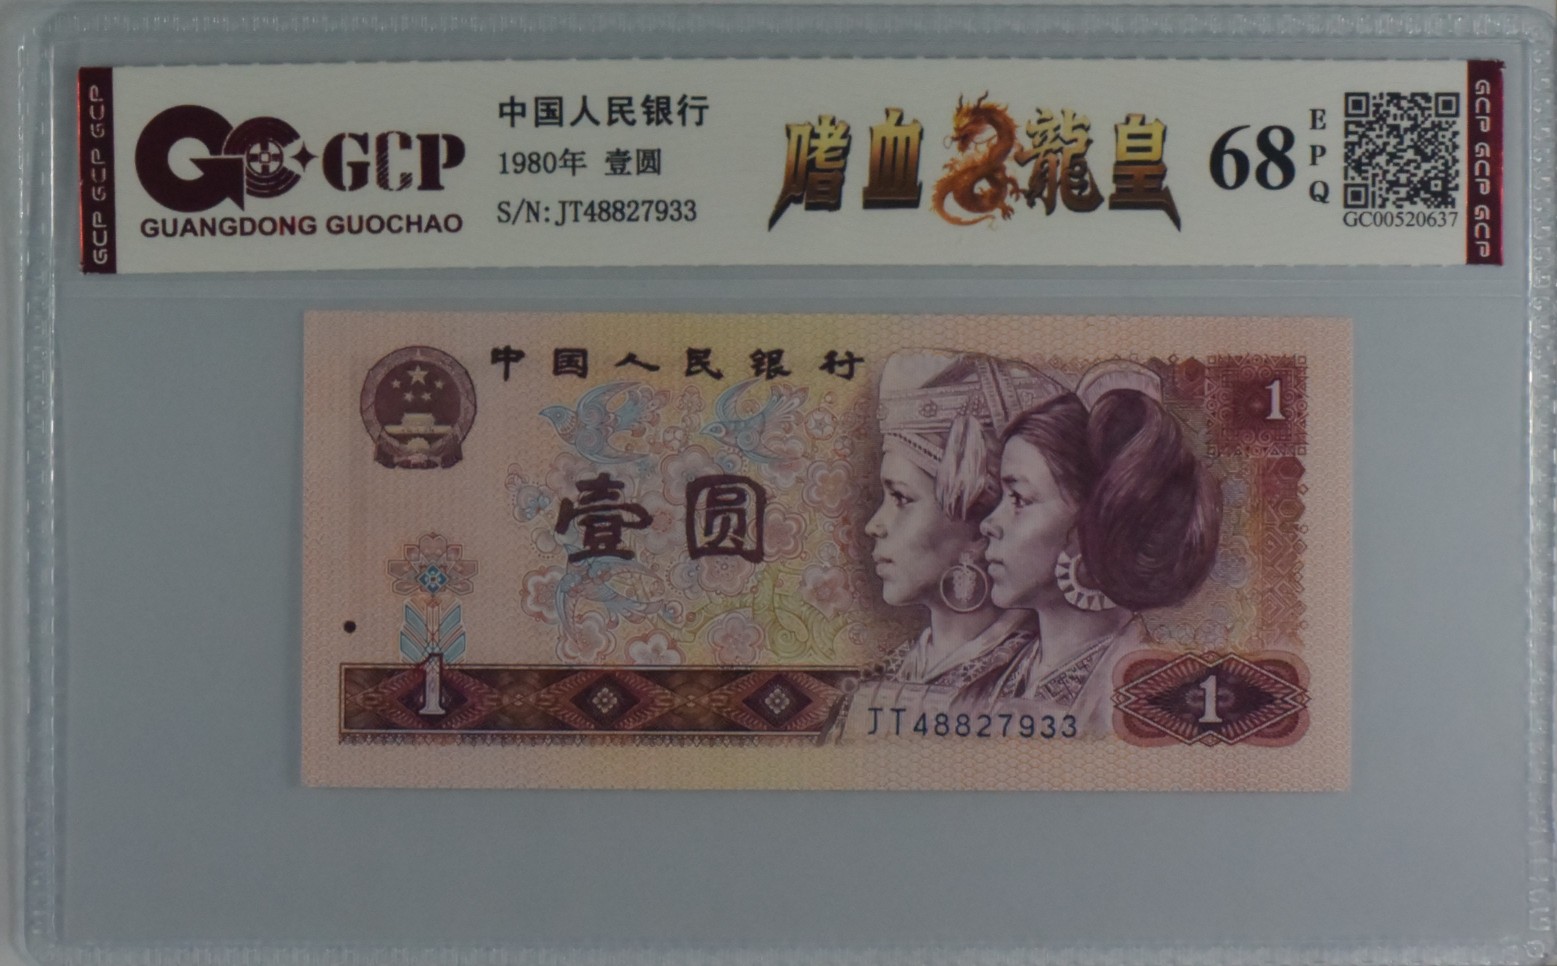 GCP GCP GCP
GCP
GUANGDONG GUOCHAO
中国人民银行
1980年 壹圆
S/N:JT48827933
嗜血龍皇
68
EPQ
GC00520637
GCP GCP GCP
中国人民银行
1
壹圆
1
JT48827933
1